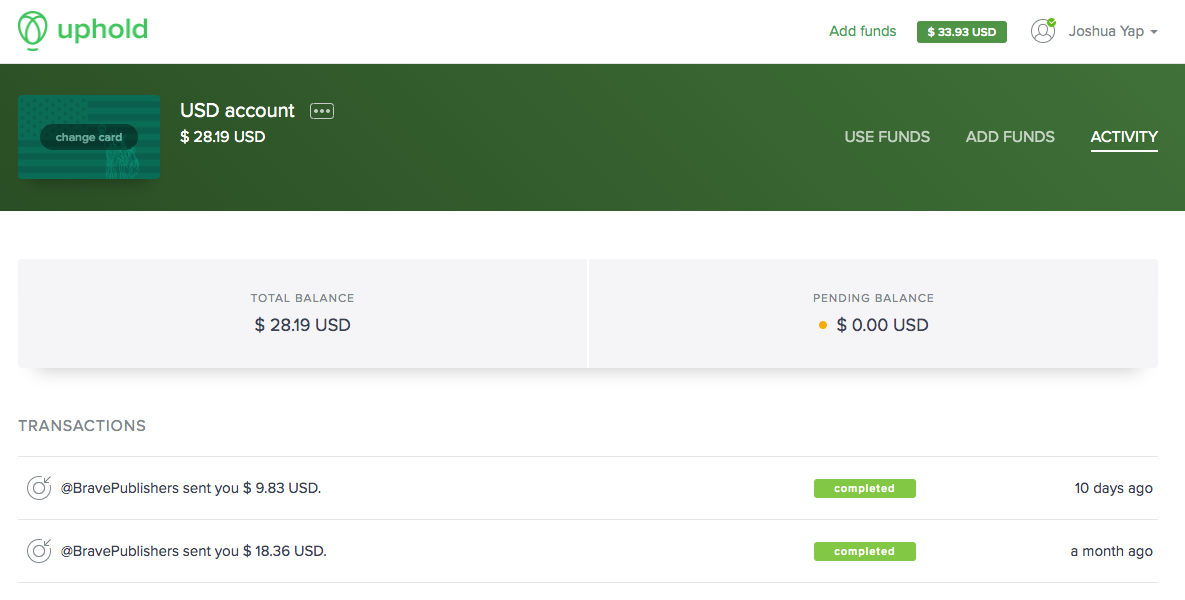 uphold
Add funds
$ 33.93 USD
Joshua Yap
change card
USD account
$ 28.19 USD
USE FUNDS
ADD FUNDS
ACTIVITY
TOTAL BALANCE
$ 28.19 USD
PENDING BALANCE
$ 0.00 USD
TRANSACTIONS
@BravePublishers sent you $ 9.83 USD. completed 10 days ago
@BravePublishers sent you $ 18.36 USD. completed a month ago